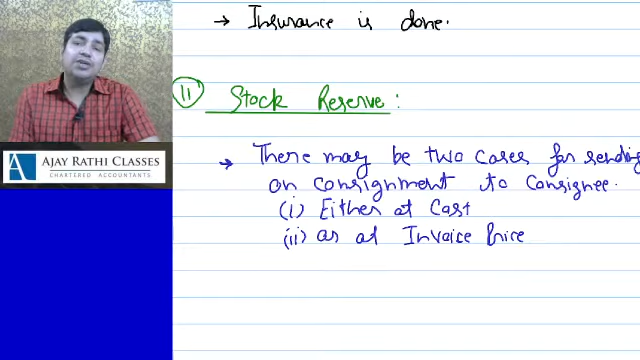 → Insurance is done.
11 Stock Reserve:
→ There may be two cases for sending
on consignment to consignee.
(i) Either at Cost
(ii) or at Invoice Price
A AJAY RATHI CLASSES
CHARTERED ACCOUNTANTS